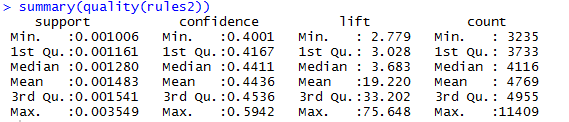 > summary(quality(rules2))
support confidence lift count
Min. :0.001006 Min. :0.4001 Min. : 2.779 Min. : 3235
1st Qu.:0.001161 1st Qu.:0.4167 1st Qu.: 3.028 1st Qu.: 3733
Median :0.001280 Median :0.4411 Median : 3.683 Median : 4116
Mean :0.001483 Mean :0.4436 Mean :19.220 Mean : 4769
3rd Qu.:0.001541 3rd Qu.:0.4536 3rd Qu.:33.202 3rd Qu.: 4955
Max. :0.003549 Max. :0.5942 Max. :75.648 Max. :11409